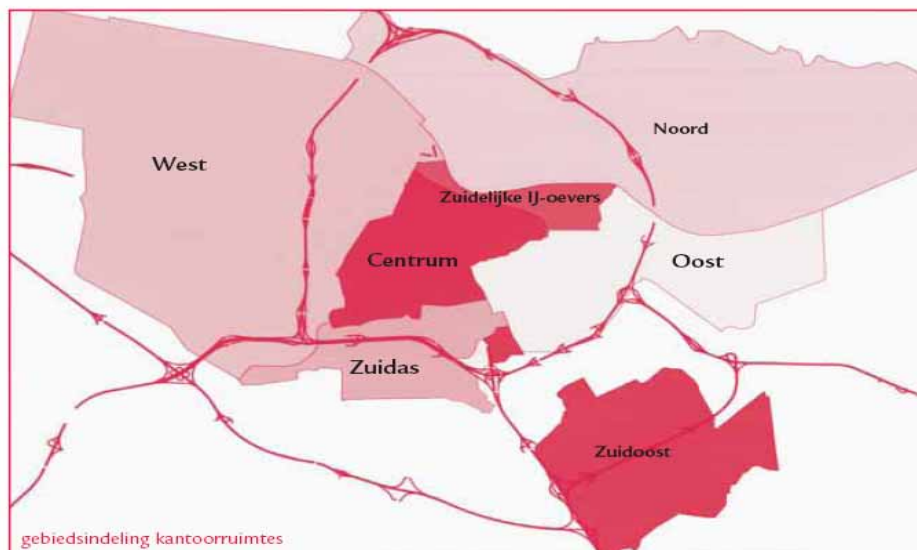 Noord
West
Zuidelijke IJ-oevers
Centrum
Oost
Zuidas
Zuidoost
gebiedsindeling kantoorruimtes